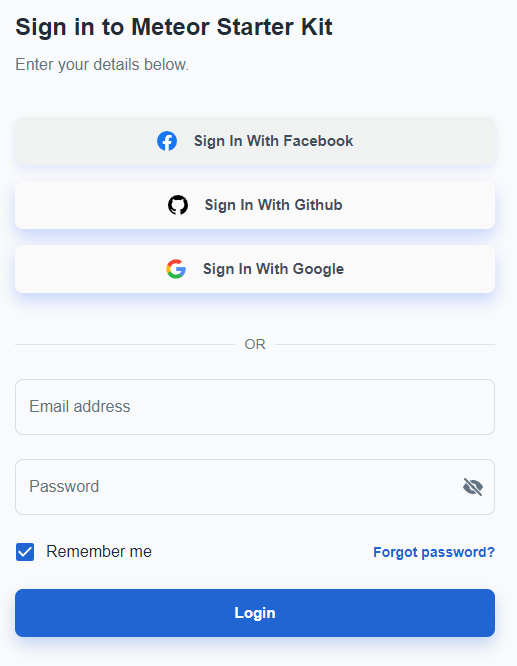 Sign in to Meteor Starter Kit
Enter your details below.
Sign In With Facebook
Sign In With Github
Sign In With Google
OR
Email address
Password
Remember me
Forgot password?
Login